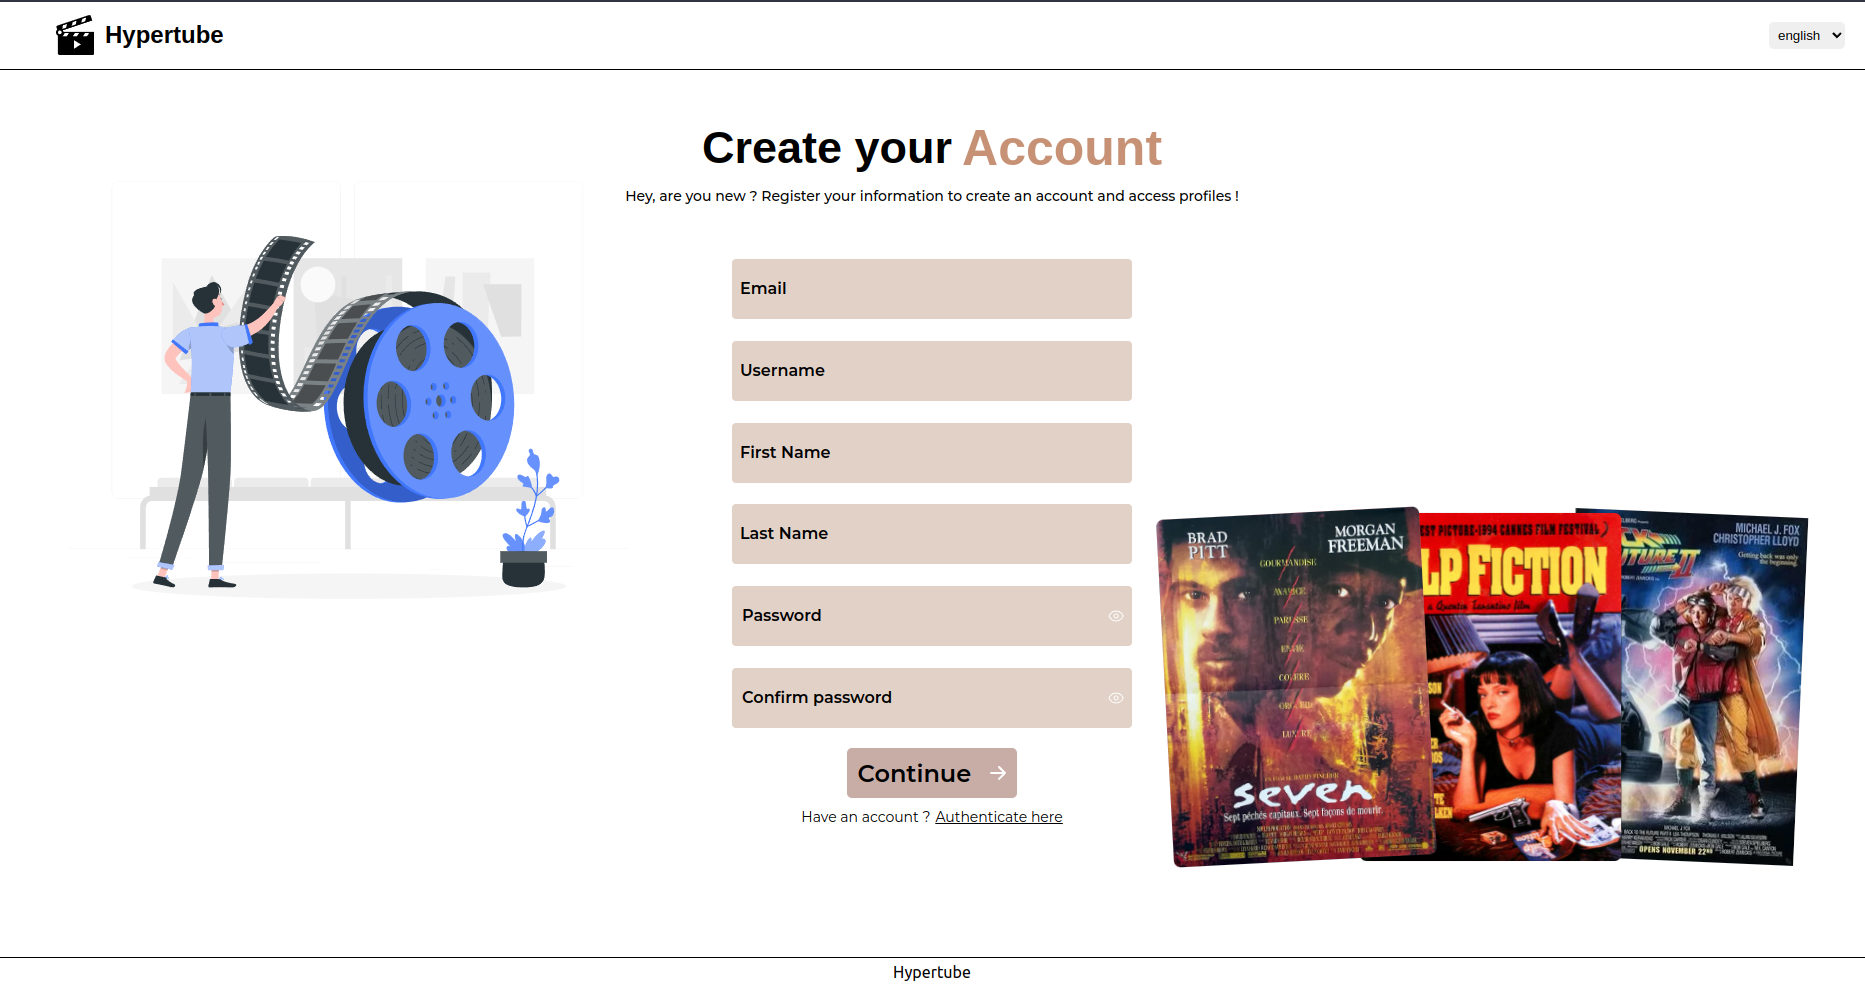 Hypertube
english
Create your Account
Hey, are you new ? Register your information to create an account and access profiles !
Email
Username
First Name
Last Name
Password
Confirm password
Continue
Have an account ? Authenticate here
BRAD PITT
MORGAN FREEMAN
GOURMANDISE
AVARICE
PARESSE
ENVIE
COLERE
ORGUEIL
LUXURE
seven
Sept péchés capitaux. Sept façons de mourir.
ST PICTURE-1994 CANNES FILM FESTIVAL
LP FICTION
a Quentin Tarantino film
MICHAEL J. FOX
CHRISTOPHER LLOYD
Getting back was only
the beginning.
UTURE II
OPENS NOVEMBER 22ND
Hypertube